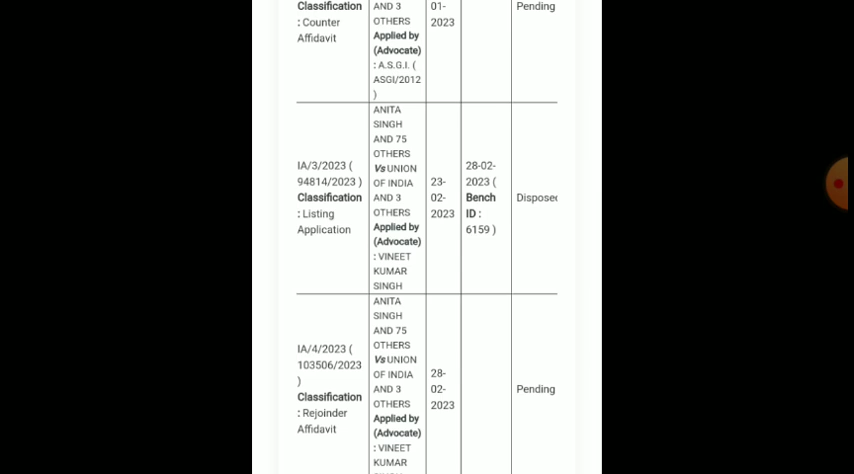 Classification
: Counter
Affidavit
AND 3
OTHERS
Applied by
(Advocate)
: A.S.G.I. (
ASGI/2012
)
01-
2023
Pending
IA/3/2023 (
94814/2023 )
Classification
: Listing
Application
ANITA
SINGH
AND 75
OTHERS
Vs UNION
OF INDIA
AND 3
OTHERS
Applied by
(Advocate)
: VINEET
KUMAR
SINGH
23-
02-
2023
28-02-
2023 (
Bench
ID :
6159 )
Disposed
IA/4/2023 (
103506/2023
)
Classification
: Rejoinder
Affidavit
ANITA
SINGH
AND 75
OTHERS
Vs UNION
OF INDIA
AND 3
OTHERS
Applied by
(Advocate)
: VINEET
KUMAR
28-
02-
2023
Pending